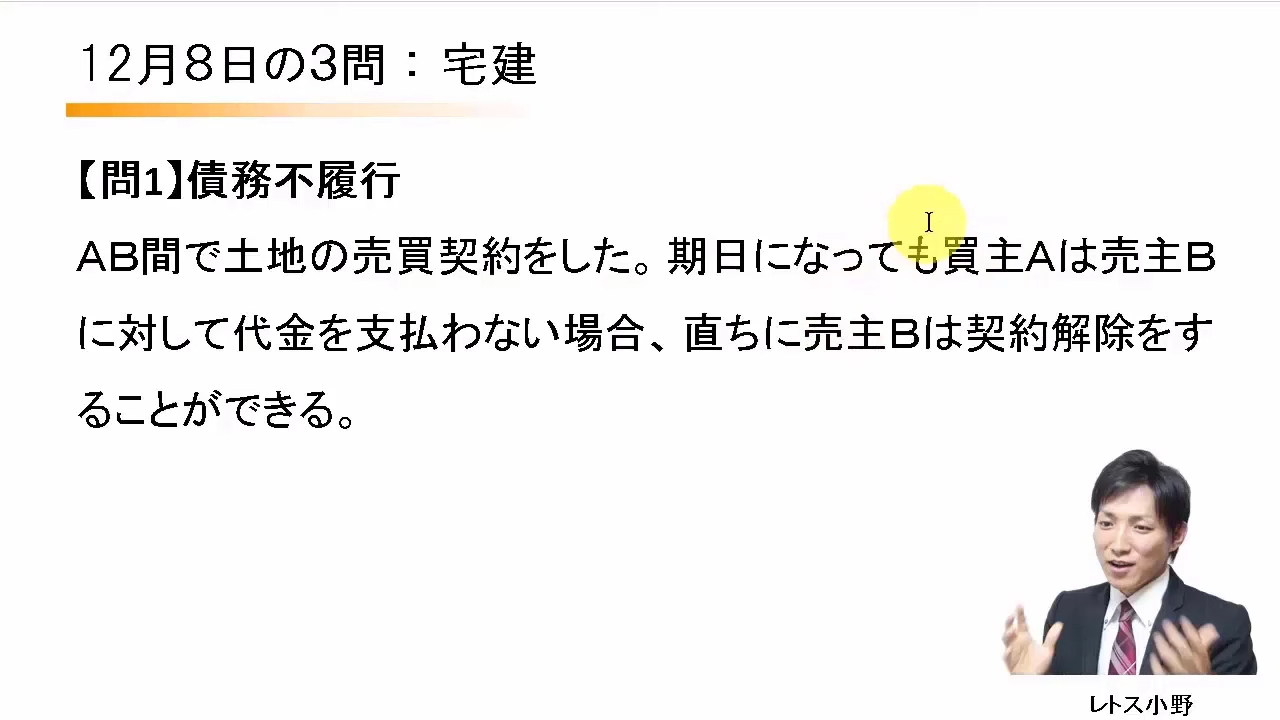 12月8日の3問：宅建
【問1】債務不履行
ＡＢ間で土地の売買契約をした。期日になっても買主Ａは売主Ｂ
に対して代金を支払わない場合、直ちに売主Ｂは契約解除をす
ることができる。
レトス小野